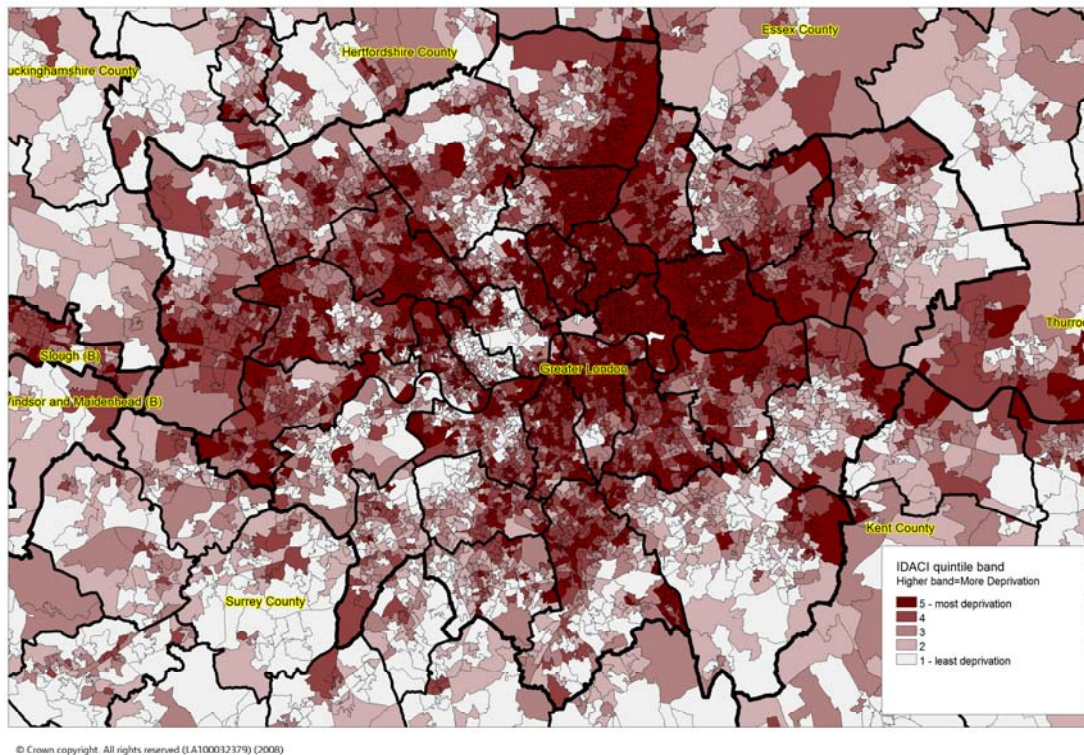 Essex County
Hertfordshire County
uckinghamshire County
Thurro
Slough (B)
Greater London
Windsor and Maidenhead (B)
Kent County
IDACI quintile band
Higher band=More Deprivation
5 - most deprivation
4
3
2
1 - least deprivation
Surrey County
© Crown copyright. All rights reserved (LA100032379) (2008)